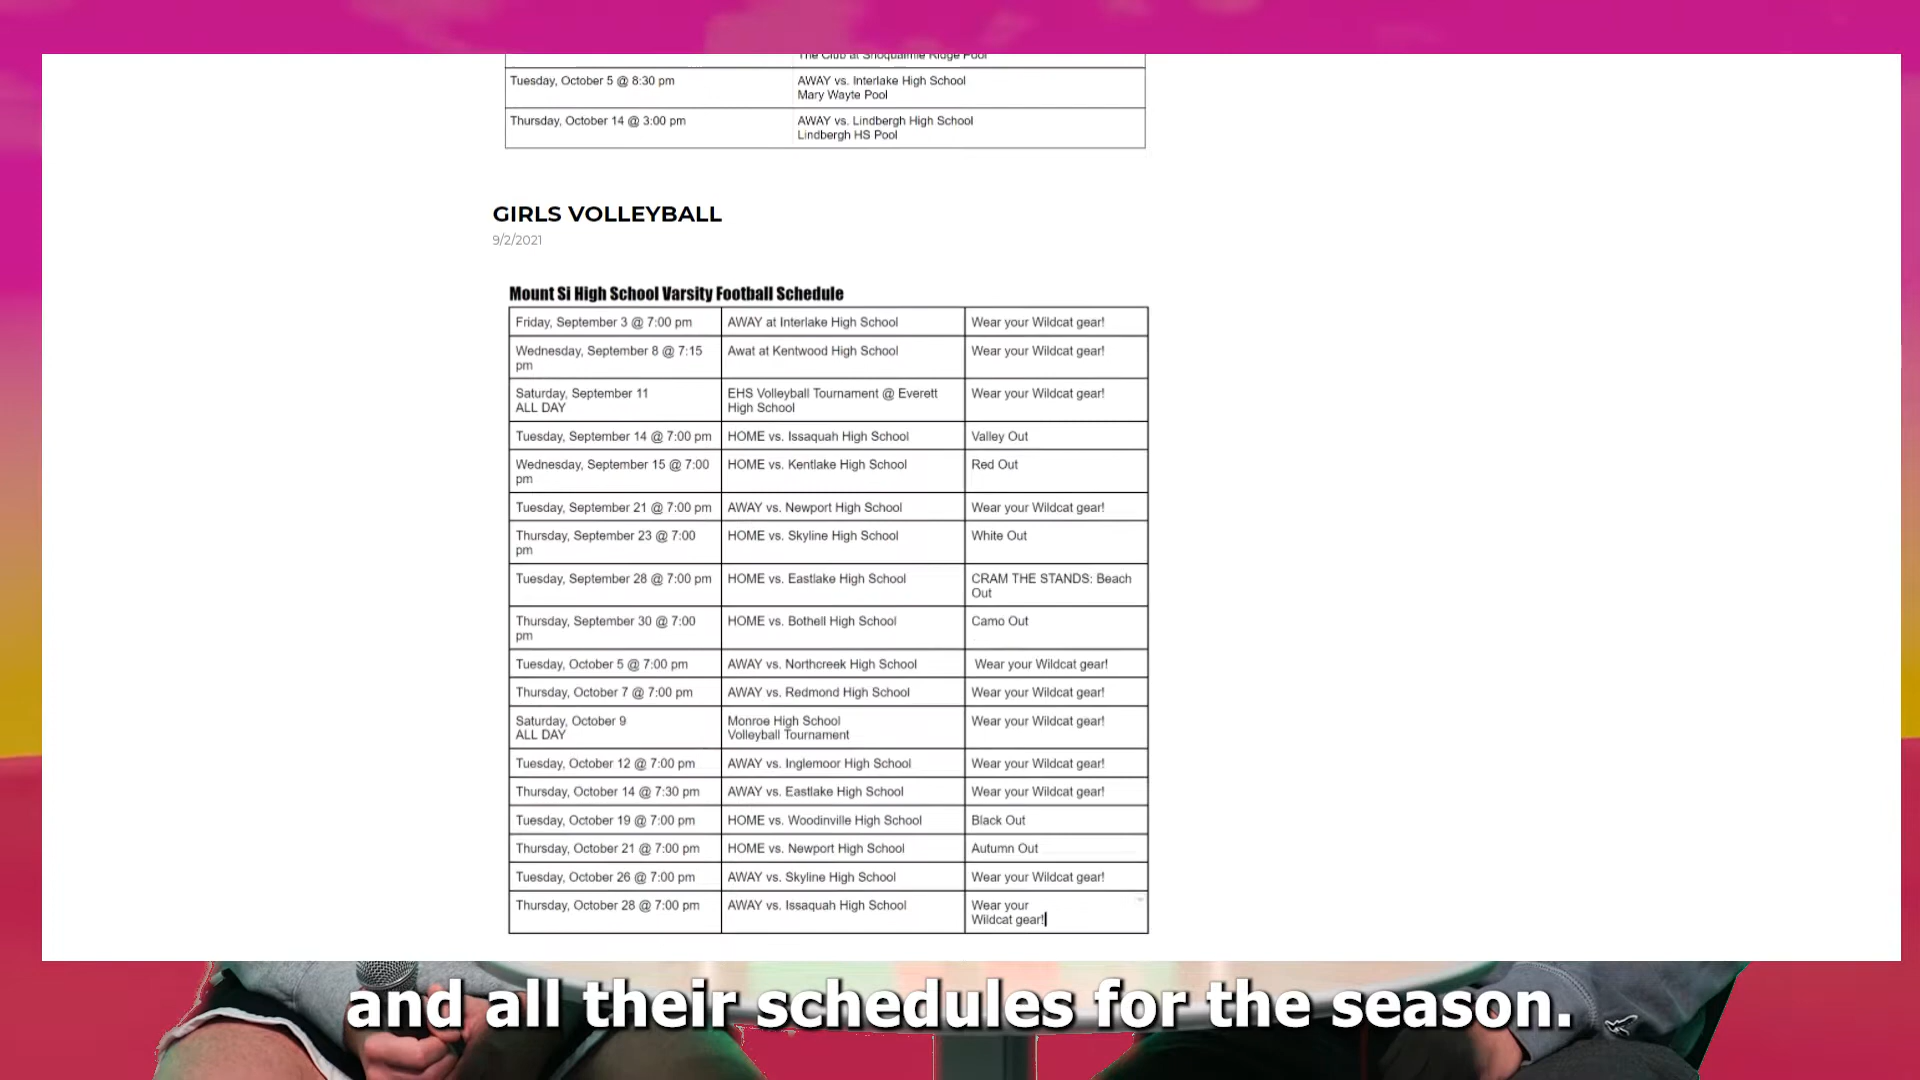 The Club at Snoqualmie Ridge Pool
Tuesday, October 5 @ 8:30 pm
AWAY vs. Interlake High School
Mary Wayte Pool
Thursday, October 14 @ 3:00 pm
AWAY vs. Lindbergh High School
Lindbergh HS Pool
GIRLS VOLLEYBALL
9/2/2021
Mount Si High School Varsity Football Schedule
Friday, September 3 @ 7:00 pm
AWAY at Interlake High School
Wear your Wildcat gear!
Wednesday, September 8 @ 7:15
pm
Awat at Kentwood High School
Wear your Wildcat gear!
Saturday, September 11
ALL DAY
EHS Volleyball Tournament @ Everett
High School
Wear your Wildcat gear!
Tuesday, September 14 @ 7:00 pm
HOME vs. Issaquah High School
Valley Out
Wednesday, September 15 @ 7:00
pm
HOME vs. Kentlake High School
Red Out
Tuesday, September 21 @ 7:00 pm
AWAY vs. Newport High School
Wear your Wildcat gear!
Thursday, September 23 @ 7:00
pm
HOME vs. Skyline High School
White Out
Tuesday, September 28 @ 7:00 pm
HOME vs. Eastlake High School
CRAM THE STANDS: Beach
Out
Thursday, September 30 @ 7:00
pm
HOME vs. Bothell High School
Camo Out
Tuesday, October 5 @ 7:00 pm
AWAY vs. Northcreek High School
Wear your Wildcat gear!
Thursday, October 7 @ 7:00 pm
AWAY vs. Redmond High School
Wear your Wildcat gear!
Saturday, October 9
ALL DAY
Monroe High School
Volleyball Tournament
Wear your Wildcat gear!
Tuesday, October 12 @ 7:00 pm
AWAY vs. Inglemoor High School
Wear your Wildcat gear!
Thursday, October 14 @ 7:30 pm
AWAY vs. Eastlake High School
Wear your Wildcat gear!
Tuesday, October 19 @ 7:00 pm
HOME vs. Woodinville High School
Black Out
Thursday, October 21 @ 7:00 pm
HOME vs. Newport High School
Autumn Out
Tuesday, October 26 @ 7:00 pm
AWAY vs. Skyline High School
Wear your Wildcat gear!
Thursday, October 28 @ 7:00 pm
AWAY vs. Issaquah High School
Wear your
Wildcat gear!
and all their schedules for the season.